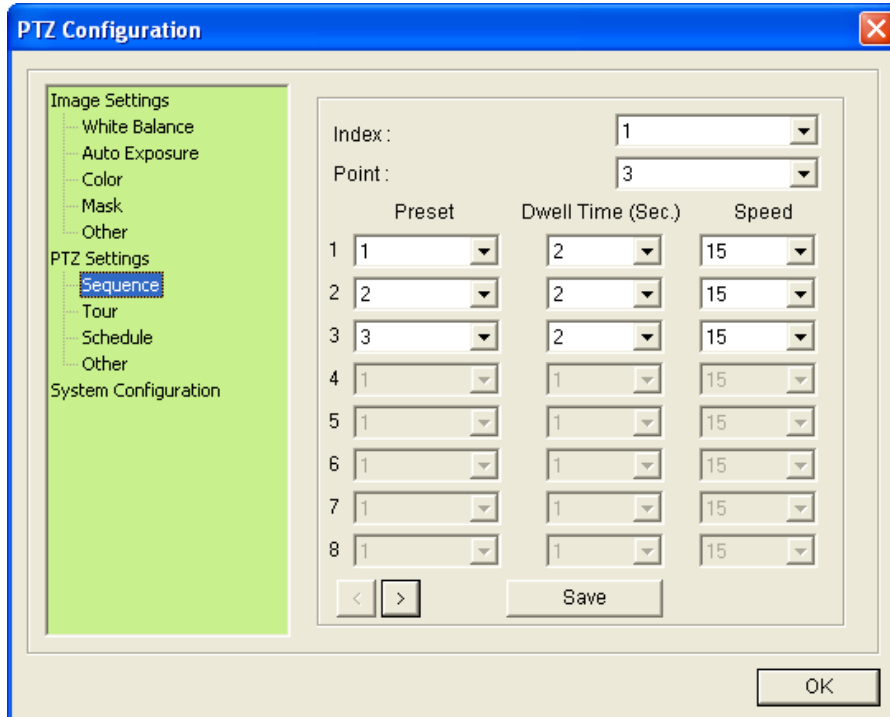 PTZ Configuration
Image Settings
White Balance
Auto Exposure
Color
Mask
Other
PTZ Settings
Sequence
Tour
Schedule
Other
System Configuration
Index : 1
Point : 3
Preset Dwell Time (Sec.) Speed
1 1 2 15
2 2 2 15
3 3 2 15
4 1 1 15
5 1 1 15
6 1 1 15
7 1 1 15
8 1 1 15
< > Save
OK